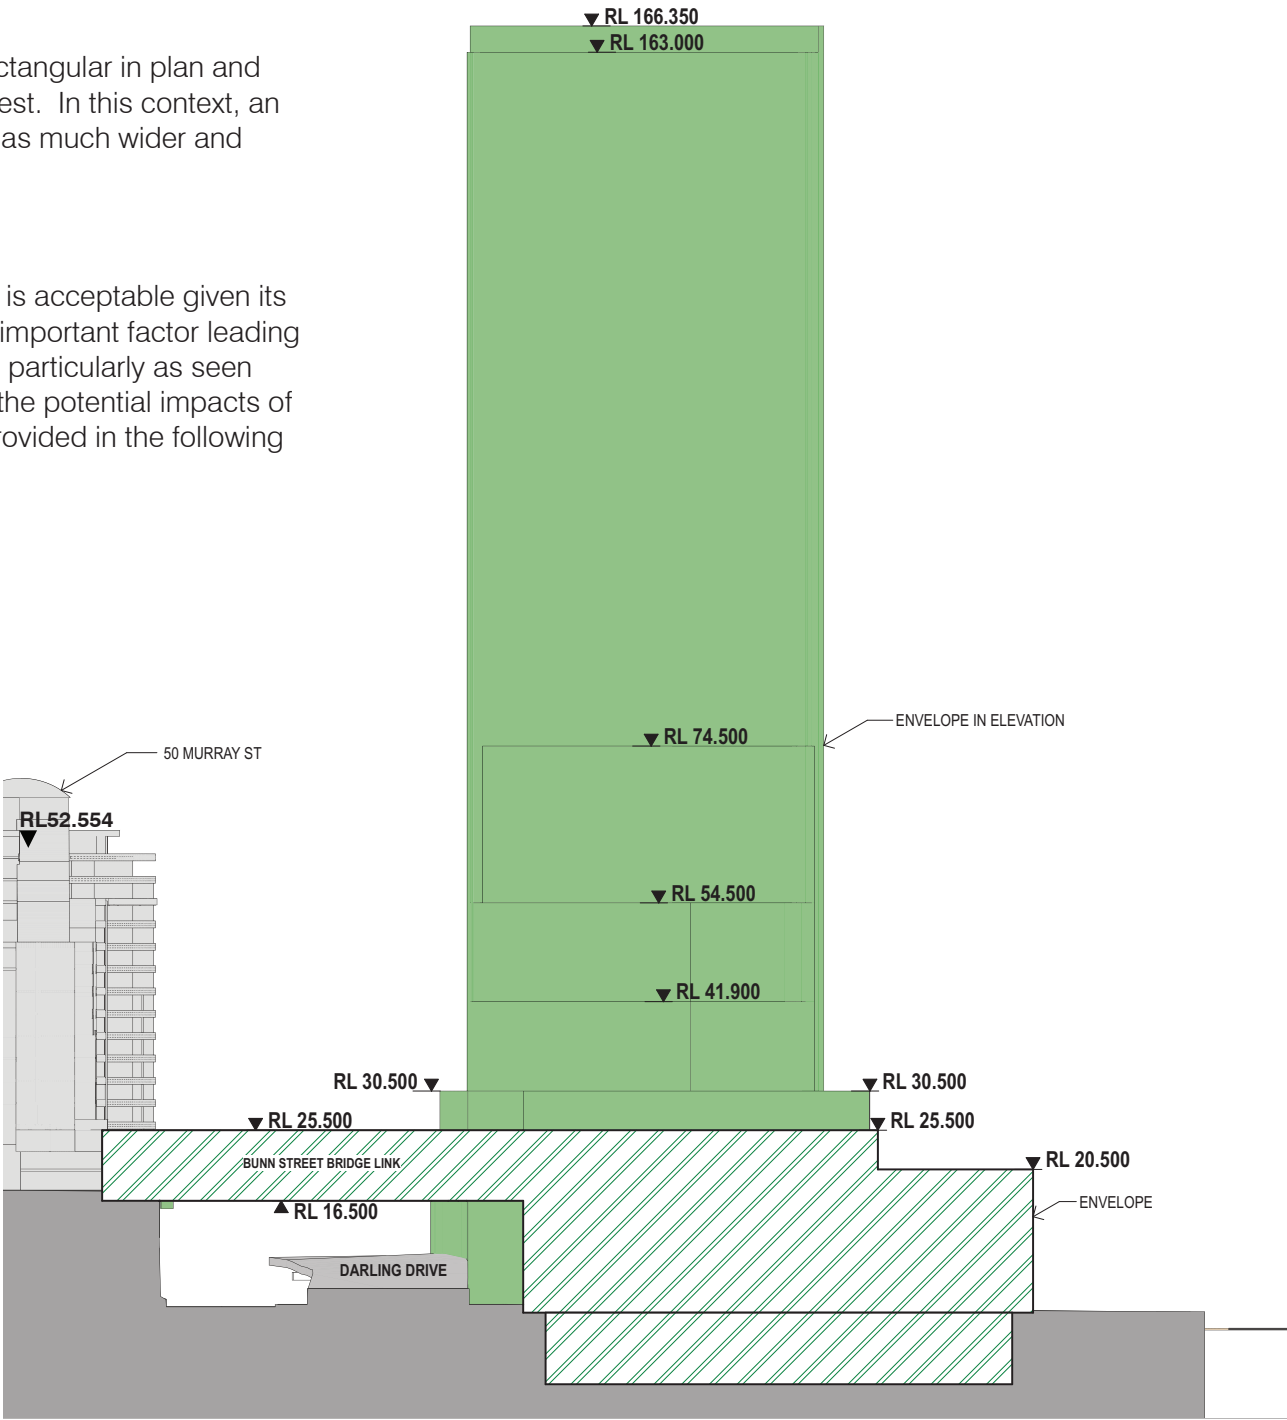 RL 166.350
RL 163.000
ctangular in plan and
est.  In this context, an
as much wider and
is acceptable given its
important factor leading
particularly as seen
the potential impacts of
rovided in the following
ENVELOPE IN ELEVATION
RL 74.500
50 MURRAY ST
RL52.554
RL 54.500
RL 41.900
RL 30.500
RL 30.500
RL 25.500
RL 25.500
BUNN STREET BRIDGE LINK
RL 20.500
ENVELOPE
RL 16.500
DARLING DRIVE